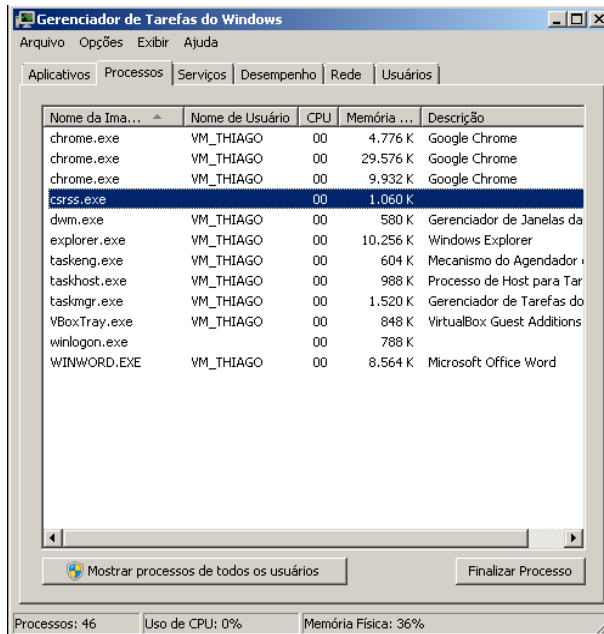 Gerenciador de Tarefas do Windows
Arquivo Opções Exibir Ajuda
Aplicativos Processos Serviços Desempenho Rede Usuários
Nome da Ima... Nome de Usuário CPU Memória ... Descrição
chrome.exe VM_THIAGO 00 4.776 K Google Chrome
chrome.exe VM_THIAGO 00 29.576 K Google Chrome
chrome.exe VM_THIAGO 00 9.932 K Google Chrome
csrss.exe 00 1.060 K
dwm.exe VM_THIAGO 00 580 K Gerenciador de Janelas da
explorer.exe VM_THIAGO 00 10.256 K Windows Explorer
taskeng.exe VM_THIAGO 00 604 K Mecanismo do Agendador
taskhost.exe VM_THIAGO 00 988 K Processo de Host para Tar
taskmgr.exe VM_THIAGO 00 1.520 K Gerenciador de Tarefas do
VBoxTray.exe VM_THIAGO 00 848 K VirtualBox Guest Additions
winlogon.exe 00 788 K
WINWORD.EXE VM_THIAGO 00 8.564 K Microsoft Office Word
Mostrar processos de todos os usuários Finalizar Processo
Processos: 46 Uso de CPU: 0% Memória Física: 36%